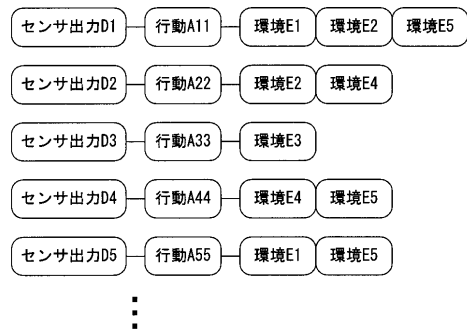 センサ出力D1 行動A11 環境E1 環境E2 環境E5
センサ出力D2 行動A22 環境E2 環境E4
センサ出力D3 行動A33 環境E3
センサ出力D4 行動A44 環境E4 環境E5
センサ出力D5 行動A55 環境E1 環境E5